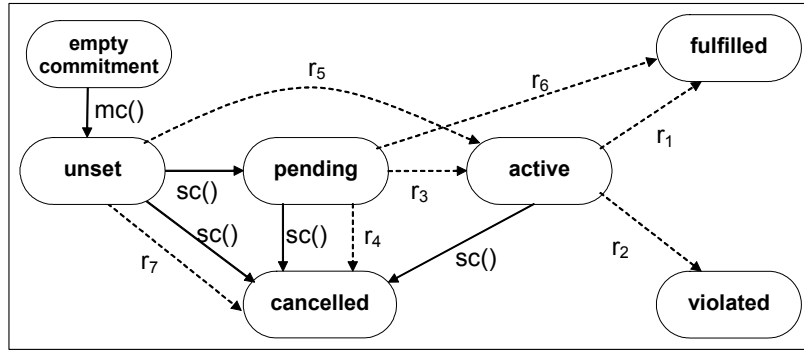 empty
commitment
fulfilled
r5
r6
mc()
r1
unset
pending
active
sc()
r3
sc()
sc()
r4
sc()
r2
r7
cancelled
violated